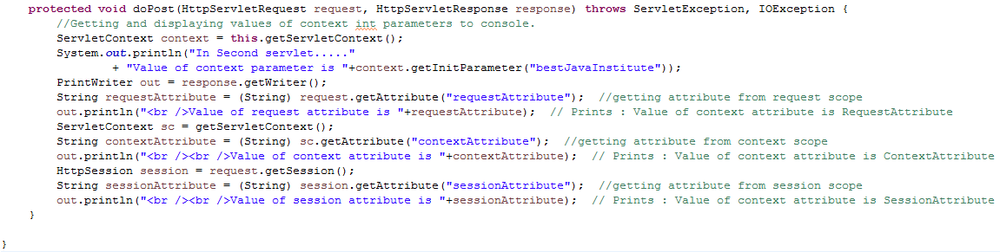 protected void doPost(HttpServletRequest request, HttpServletResponse response) throws ServletException, IOException {
//Getting and displaying values of context int parameters to console.
ServletContext context = this.getServletContext();
System.out.println("In Second servlet....."
+ "Value of context parameter is "+context.getInitParameter("bestJavaInstitute"));
PrintWriter out = response.getWriter();
String requestAttribute = (String) request.getAttribute("requestAttribute");  //getting attribute from request scope
out.println("<br />Value of request attribute is "+requestAttribute);  // Prints : Value of context attribute is RequestAttribute
ServletContext sc = getServletContext();
String contextAttribute = (String) sc.getAttribute("contextAttribute");  //getting attribute from context scope
out.println("<br /><br />Value of context attribute is "+contextAttribute);  // Prints : Value of context attribute is ContextAttribute
HttpSession session = request.getSession();
String sessionAttribute = (String) session.getAttribute("sessionAttribute");  //getting attribute from session scope
out.println("<br /><br />Value of session attribute is "+sessionAttribute);  // Prints : Value of context attribute is SessionAttribute
}
}